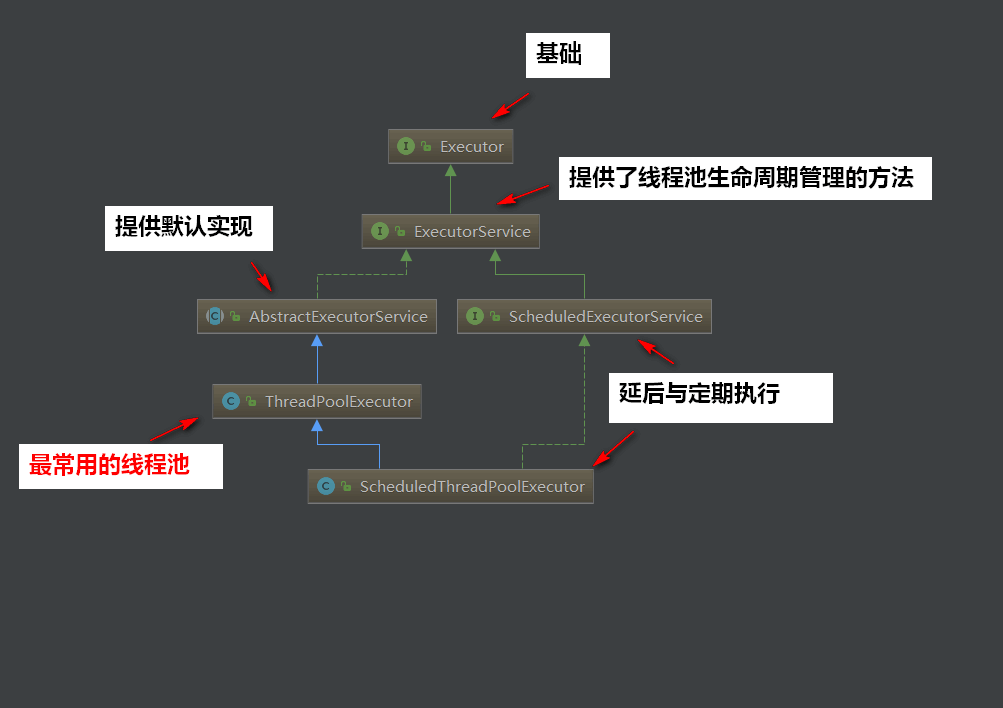 基础
I Executor
提供了线程池生命周期管理的方法
提供默认实现
I ExecutorService
C AbstractExecutorService
I ScheduledExecutorService
延后与定期执行
C ThreadPoolExecutor
最常用的线程池
C ScheduledThreadPoolExecutor